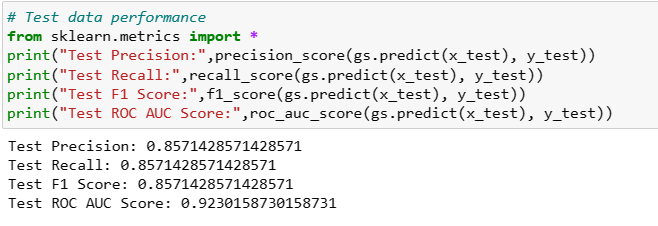 # Test data performance
from sklearn.metrics import *
print("Test Precision:",precision_score(gs.predict(x_test), y_test))
print("Test Recall:",recall_score(gs.predict(x_test), y_test))
print("Test F1 Score:",f1_score(gs.predict(x_test), y_test))
print("Test ROC AUC Score:",roc_auc_score(gs.predict(x_test), y_test))
Test Precision: 0.8571428571428571
Test Recall: 0.8571428571428571
Test F1 Score: 0.8571428571428571
Test ROC AUC Score: 0.9230158730158731